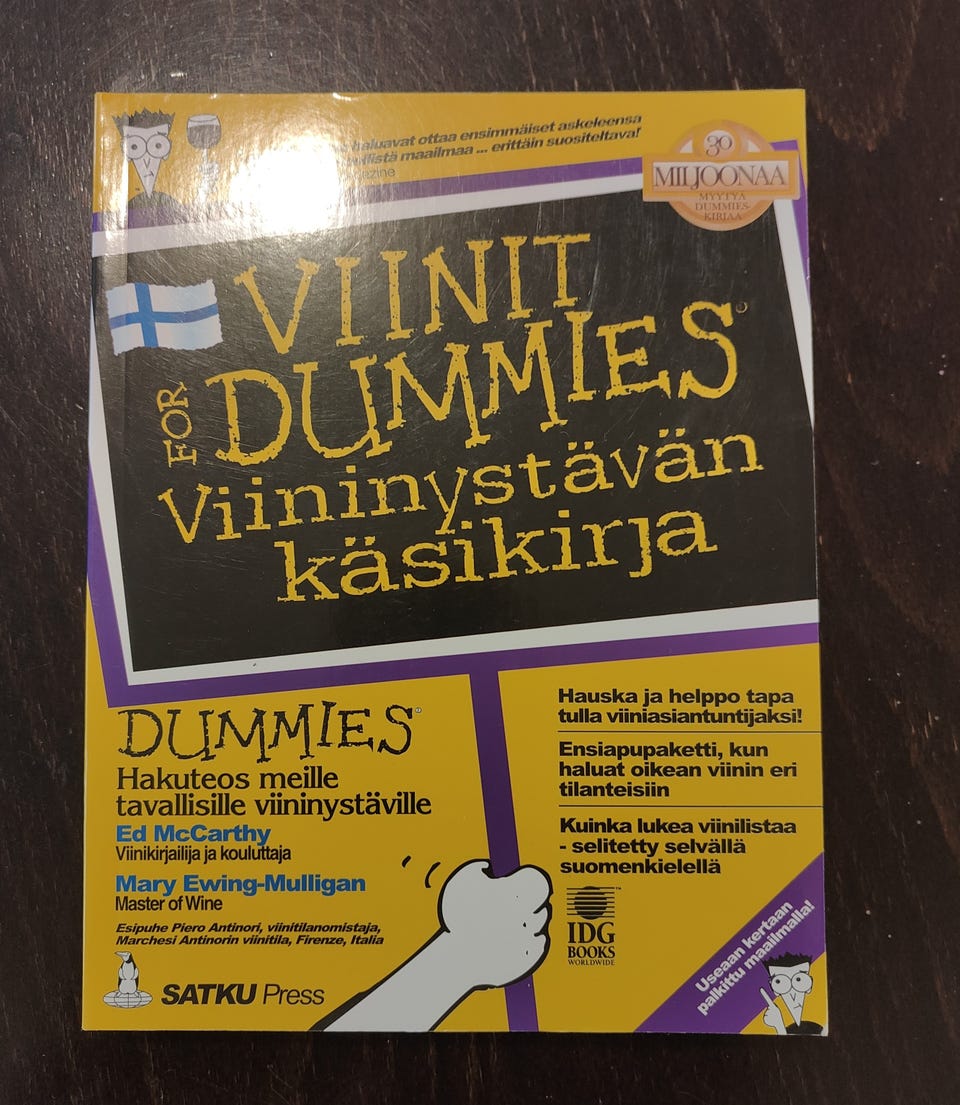 haluavat ottaa ensimmäiset askeleensa
maailmaa ... erittäin suositeltava!
30
MILJOONAA
MYYTYÄ
DUMMIES-
KIRJAA
VIINIT
FOR
DUMMIES
Viininystävän
käsikirja
DUMMIES®
Hakuteos meille
tavallisille viininystäville
Ed McCarthy
Viinikirjailija ja kouluttaja
Mary Ewing-Mulligan
Master of Wine
Esipuhe Piero Antinori, viinitilanomistaja,
Marchesi Antinorin viinitila, Firenze, Italia
SATKU Press
Hauska ja helppo tapa
tulla viiniasiantuntijaksi!
Ensiapupaketti, kun
haluat oikean viinin eri
tilanteisiin
Kuinka lukea viinilistaa
- selitetty selvällä
suomenkielellä
™
IDG
BOOKS
WORLDWIDE
Useaan kertaan
palkittu maailmalla!